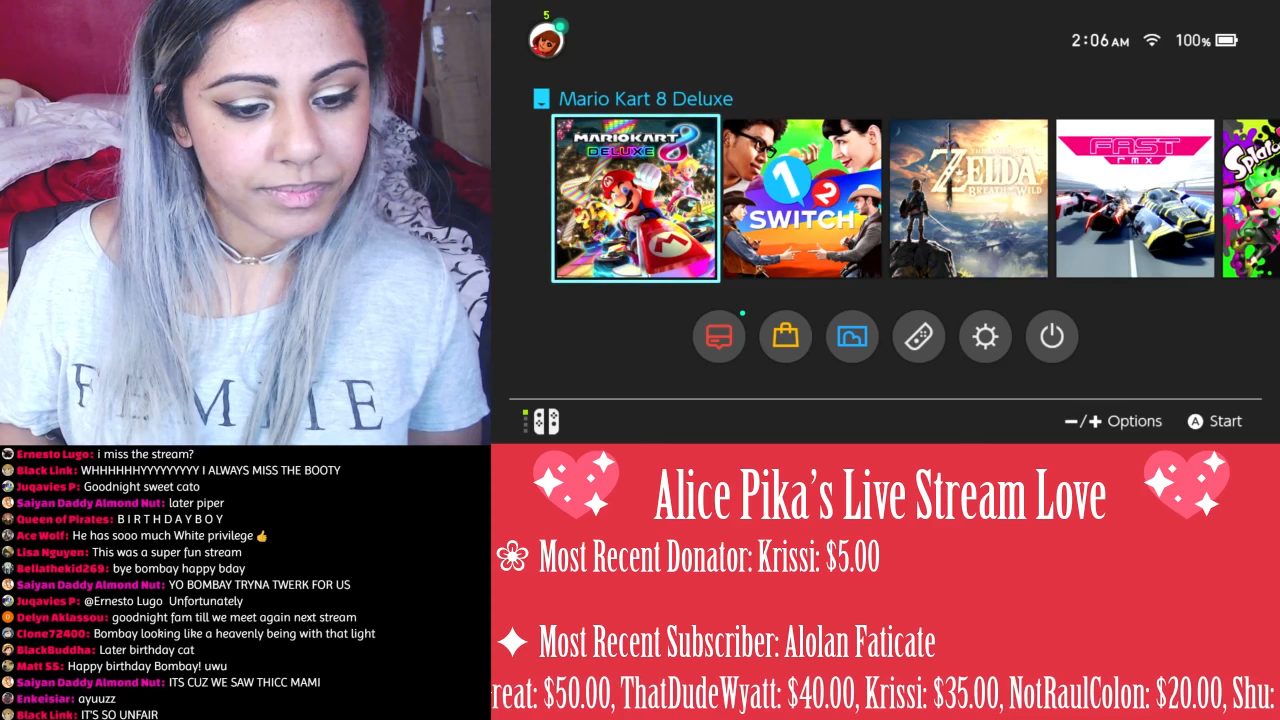 FEMME
5
2:06 AM
100%
Mario Kart 8 Deluxe
MARIOKART 8
DELUXE
1 2
SWITCH
THE LEGEND OF
ZELDA
BREATH OF THE WILD
FAST
RMX
Splat
-/+ Options
A Start
Ernesto Lugo: i miss the stream?
Black Link: WHHHHHHYYYYYYYYY I ALWAYS MISS THE BOOTY
Juqavies P: Goodnight sweet cato
Saiyan Daddy Almond Nut: later piper
Queen of Pirates: B I R T H D A Y B O Y
Ace Wolf: He has sooo much White privilege 👍
Lisa Nguyen: This was a super fun stream
Bellathekid269: bye bombay happy bday
Saiyan Daddy Almond Nut: YO BOMBAY TRYNA TWERK FOR US
Juqavies P: @Ernesto Lugo Unfortunately
Delyn Aklassou: goodnight fam till we meet again next stream
Clone72400: Bombay looking like a heavenly being with that light
BlackBuddha: Later birthday cat
Matt SS: Happy birthday Bombay! uwu
Saiyan Daddy Almond Nut: ITS CUZ WE SAW THICC MAMI
Enkeisiar: ayuuzz
Black Link: IT'S SO UNFAIR
Alice Pika's Live Stream Love
❀ Most Recent Donator: Krissi: $5.00
✦ Most Recent Subscriber: Alolan Faticate
reat: $50.00, ThatDudeWyatt: $40.00, Krissi: $35.00, NotRaulColon: $20.00, Shu: